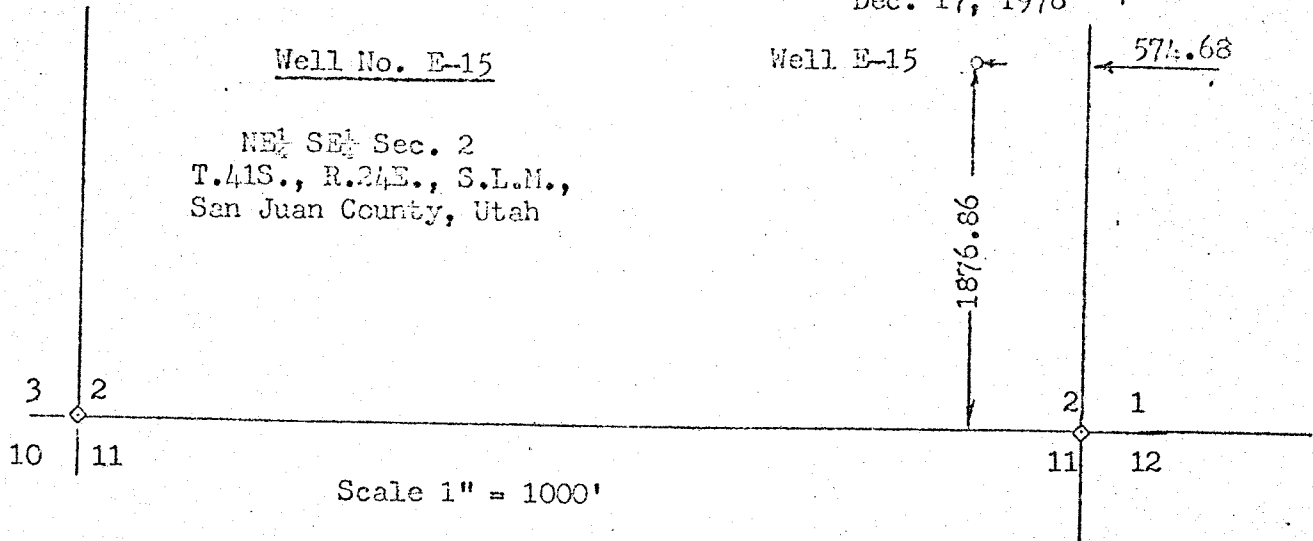 Dec. 17, 1978
Well No. E-15
Well E-15
574.68
NE¼ SE¼ Sec. 2
T.41S., R.24E., S.L.M.,
San Juan County, Utah
1876.86
3 2
2 1
10 11
11 12
Scale 1" = 1000'